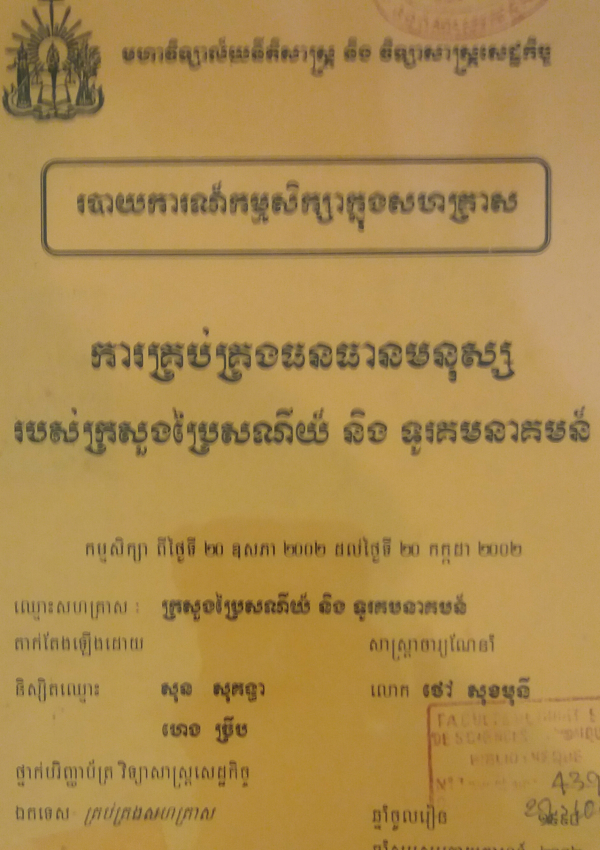 មហាវិទ្យាល័យនីតិសាស្ត្រ និង វិទ្យាសាស្ត្រសេដ្ឋកិច្ច
របាយការណ៍កម្មសិក្សាក្នុងសហគ្រាស
ការគ្រប់គ្រងធនធានមនុស្ស
របស់ក្រសួងប្រៃសណីយ៍ និង ទូរគមនាគមន៍
កម្មសិក្សា ពីថ្ងៃទី ២០ ឧសភា ២០០២ ដល់ថ្ងៃទី ២០ កក្កដា ២០០២
ឈ្មោះសហគ្រាស : ក្រសួងប្រៃសណីយ៍ និង ទូរគមនាគមន៍
តាក់តែងឡើងដោយ សាស្ត្រាចារ្យណែនាំ
និស្សិតឈ្មោះ សុន សុគន្ធា លោក ថៅ សុខមុនី
ហេង ច្រឹប
ថ្នាក់បរិញ្ញាប័ត្រ វិទ្យាសាស្ត្រសេដ្ឋកិច្ច
FACULTE DE DROIT E
DE SCIENCES
BIBLIOTHEQUE
439
ឯកទេស គ្រប់គ្រងសហគ្រាស ឆ្នាំចូលរៀន